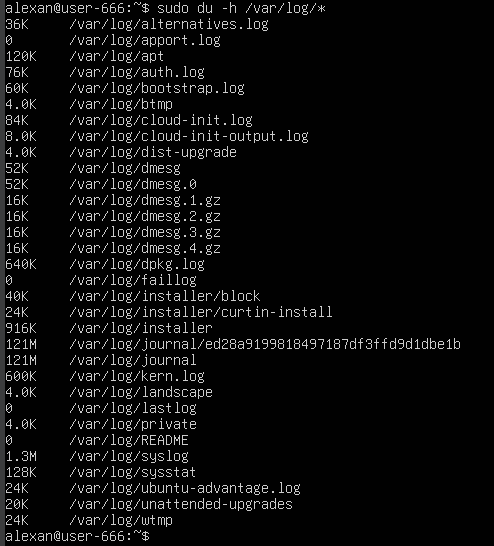 alexan@user-666:~$ sudo du -h /var/log/*
36K /var/log/alternatives.log
0 /var/log/apport.log
120K /var/log/apt
76K /var/log/auth.log
60K /var/log/bootstrap.log
4.0K /var/log/btmp
84K /var/log/cloud-init.log
8.0K /var/log/cloud-init-output.log
4.0K /var/log/dist-upgrade
52K /var/log/dmesg
52K /var/log/dmesg.0
16K /var/log/dmesg.1.gz
16K /var/log/dmesg.2.gz
16K /var/log/dmesg.3.gz
16K /var/log/dmesg.4.gz
640K /var/log/dpkg.log
0 /var/log/faillog
40K /var/log/installer/block
24K /var/log/installer/curtin-install
916K /var/log/installer
121M /var/log/journal/ed28a9199818497187df3ffd9d1dbe1b
121M /var/log/journal
600K /var/log/kern.log
4.0K /var/log/landscape
0 /var/log/lastlog
4.0K /var/log/private
0 /var/log/README
1.3M /var/log/syslog
128K /var/log/sysstat
24K /var/log/ubuntu-advantage.log
20K /var/log/unattended-upgrades
24K /var/log/wtmp
alexan@user-666:~$